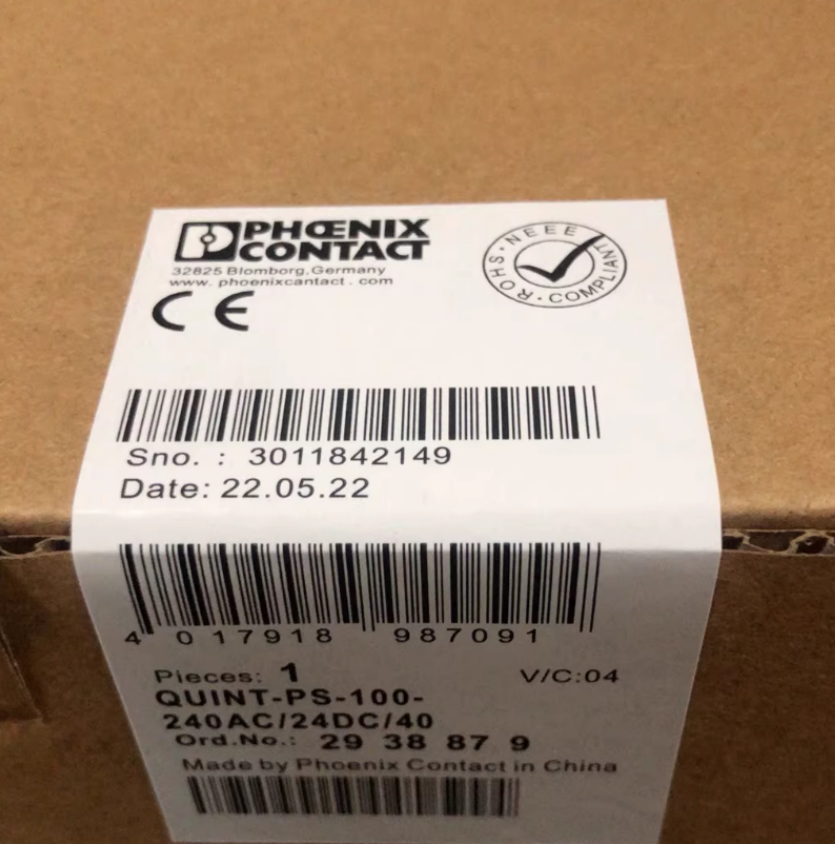 PHŒNIX
CONTACT
32825 Blomborg,Germany
www. phoenixcantact . com
CE
NEEE
ROHS · COMPLIANT
Sno. : 3011842149
Date: 22.05.22
4 017918 987091
Pieces: 1 V/C:04
QUINT-PS-100-
240AC/24DC/40
Ord.No.: 29 38 87 9
Made by Phoenix Contact in China